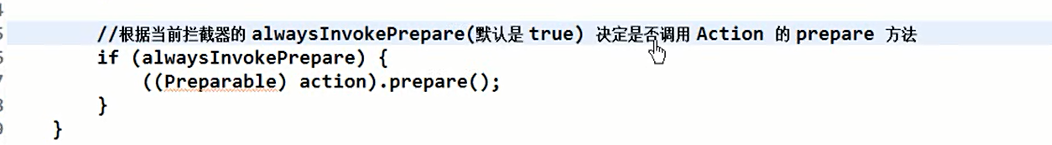 //根据当前拦截器的 alwaysInvokePrepare(默认是 true) 决定是否调用 Action 的 prepare 方法
if (alwaysInvokePrepare) {
((Preparable) action).prepare();
}
}